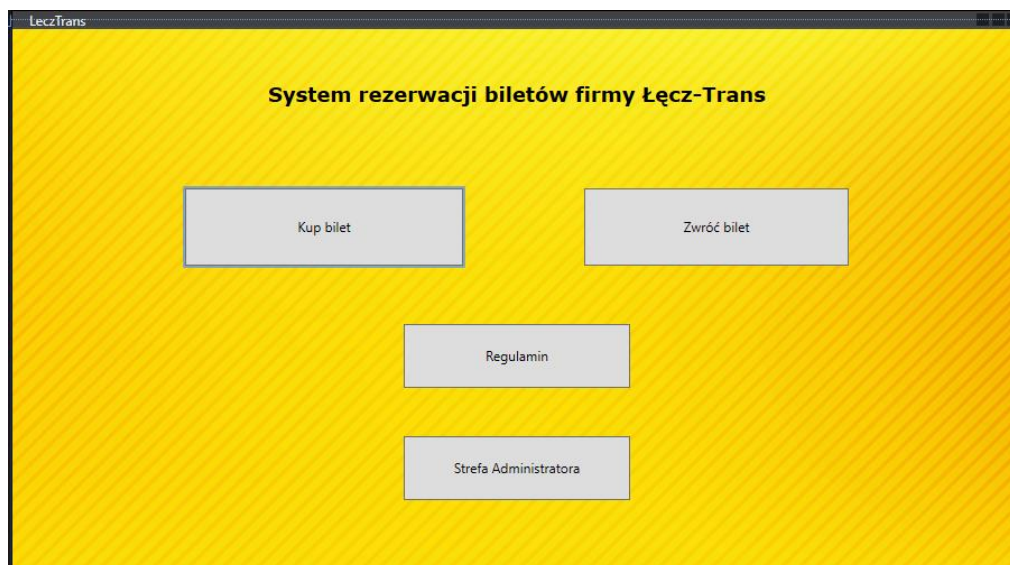 LeczTrans
System rezerwacji biletów firmy Łęcz-Trans
Kup bilet
Zwróć bilet
Regulamin
Strefa Administratora